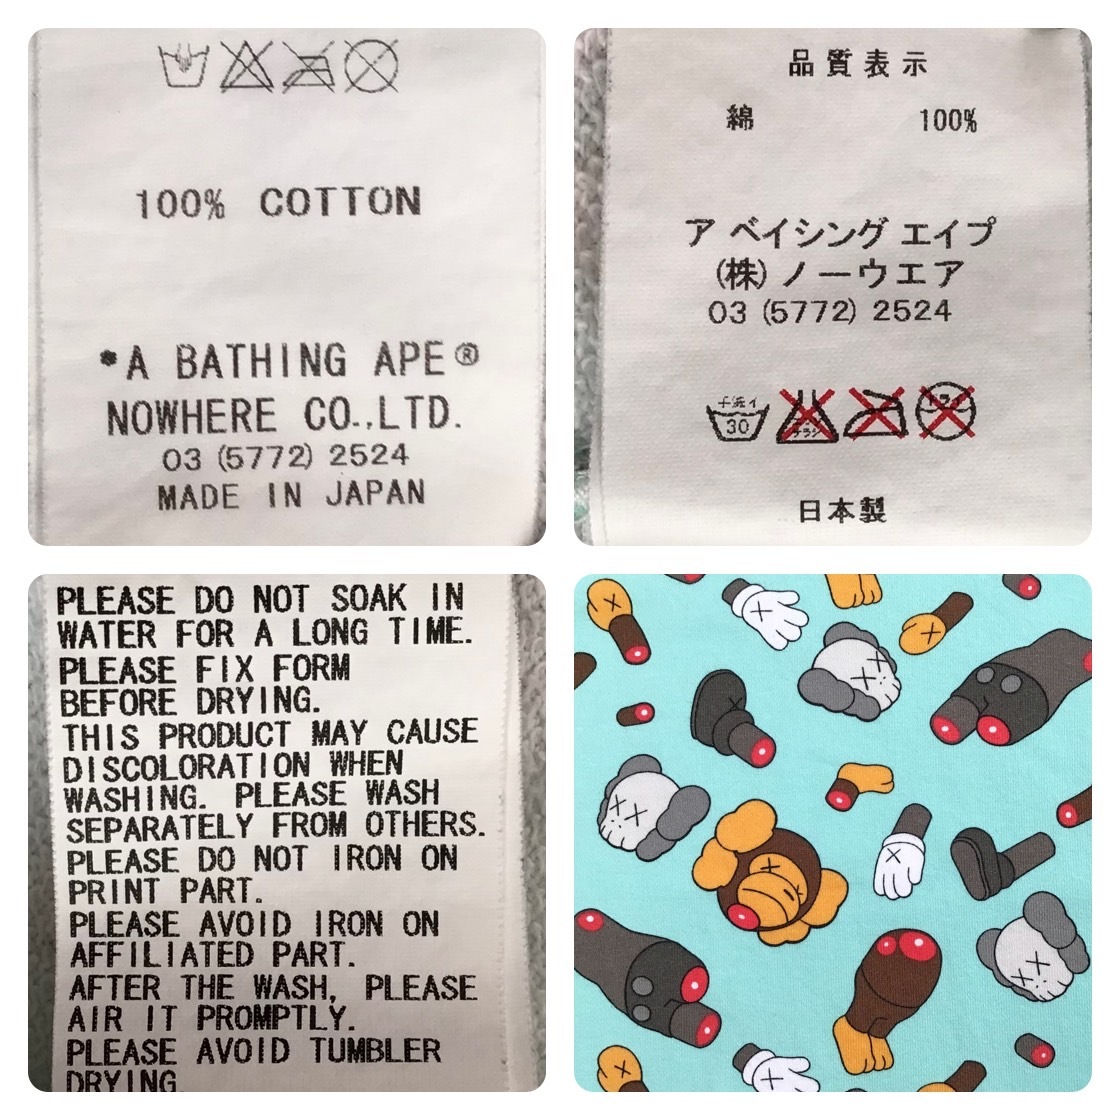 100% COTTON
*A BATHING APE®
NOWHERE CO.,LTD.
03 (5772) 2524
MADE IN JAPAN
品質表示
綿 100%
ア ベイシング エイプ
(株) ノーウエア
03 (5772) 2524
手洗イ
30
日本製
PLEASE DO NOT SOAK IN
WATER FOR A LONG TIME.
PLEASE FIX FORM
BEFORE DRYING.
THIS PRODUCT MAY CAUSE
DISCOLORATION WHEN
WASHING. PLEASE WASH
SEPARATELY FROM OTHERS.
PLEASE DO NOT IRON ON
PRINT PART.
PLEASE AVOID IRON ON
AFFILIATED PART.
AFTER THE WASH, PLEASE
AIR IT PROMPTLY.
PLEASE AVOID TUMBLER
DRYING